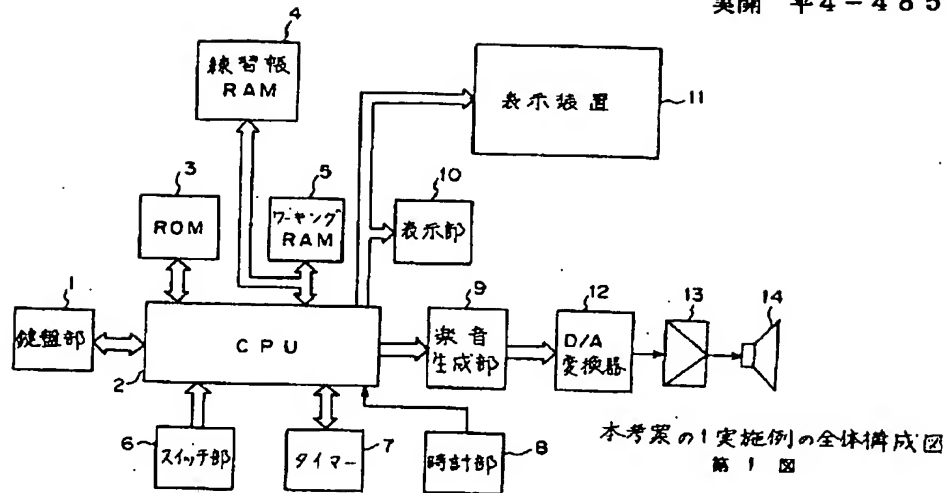 実開 平4-485
4
練習帳
RAM
表示装置
11
3
ROM
5
ワーキング
RAM
10
表示部
1
鍵盤部
CPU
2
9
楽音
生成部
12
D/A
変換器
13
14
6
スイッチ部
タイマー
7
時計部
8
本考案の1実施例の全体構成図
第1図